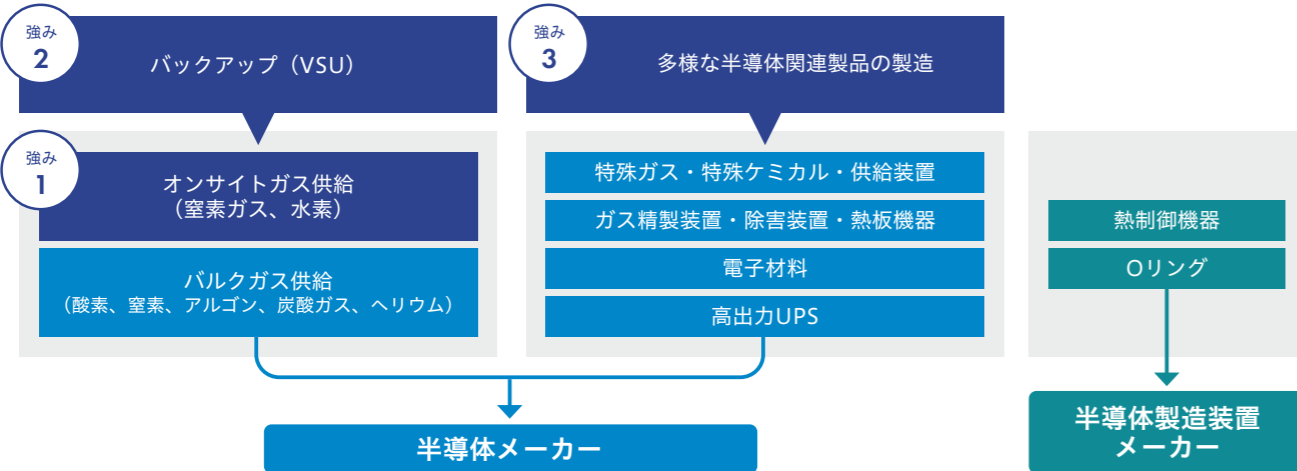 強み
2
バックアップ（VSU）
強み
1
オンサイトガス供給
（窒素ガス、水素）
バルクガス供給
（酸素、窒素、アルゴン、炭酸ガス、ヘリウム）
強み
3
多様な半導体関連製品の製造
特殊ガス・特殊ケミカル・供給装置
ガス精製装置・除害装置・熱板機器
電子材料
高出力UPS
熱制御機器
Oリング
半導体メーカー
半導体製造装置
メーカー